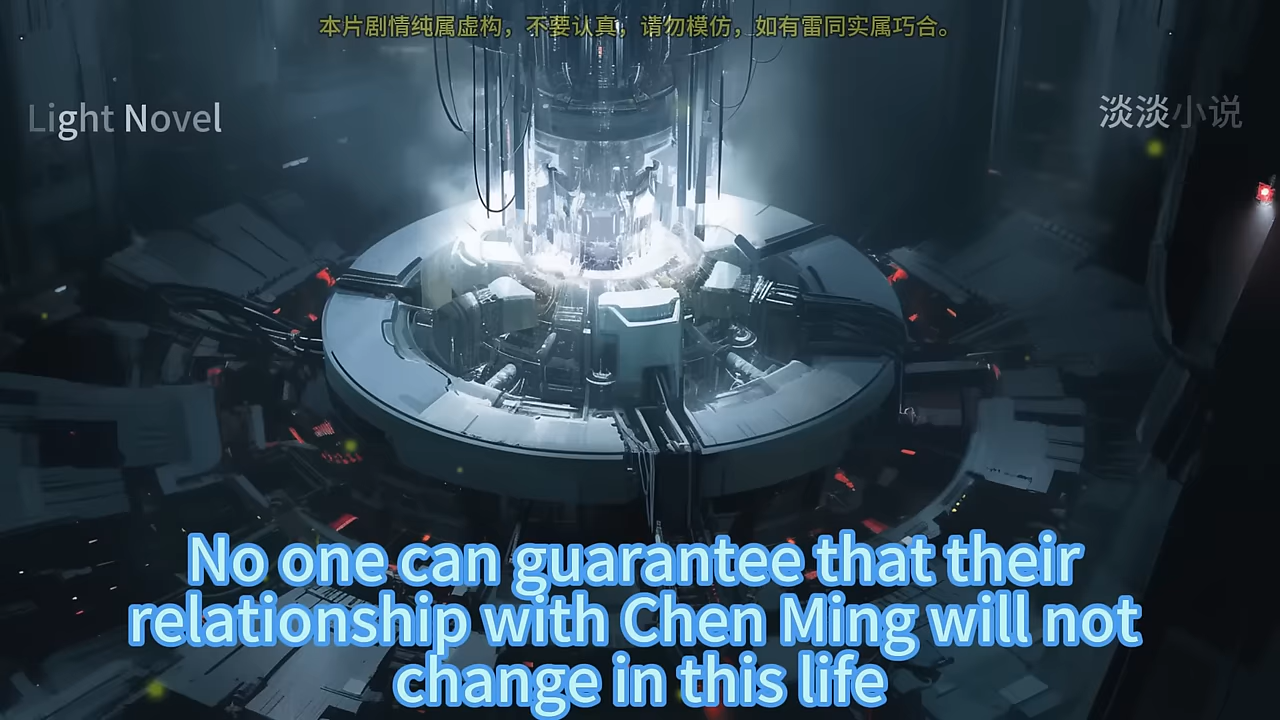 本片剧情纯属虚构，不要认真，请勿模仿，如有雷同实属巧合。
Light Novel
淡淡小说
No one can guarantee that their
relationship with Chen Ming will not
change in this life